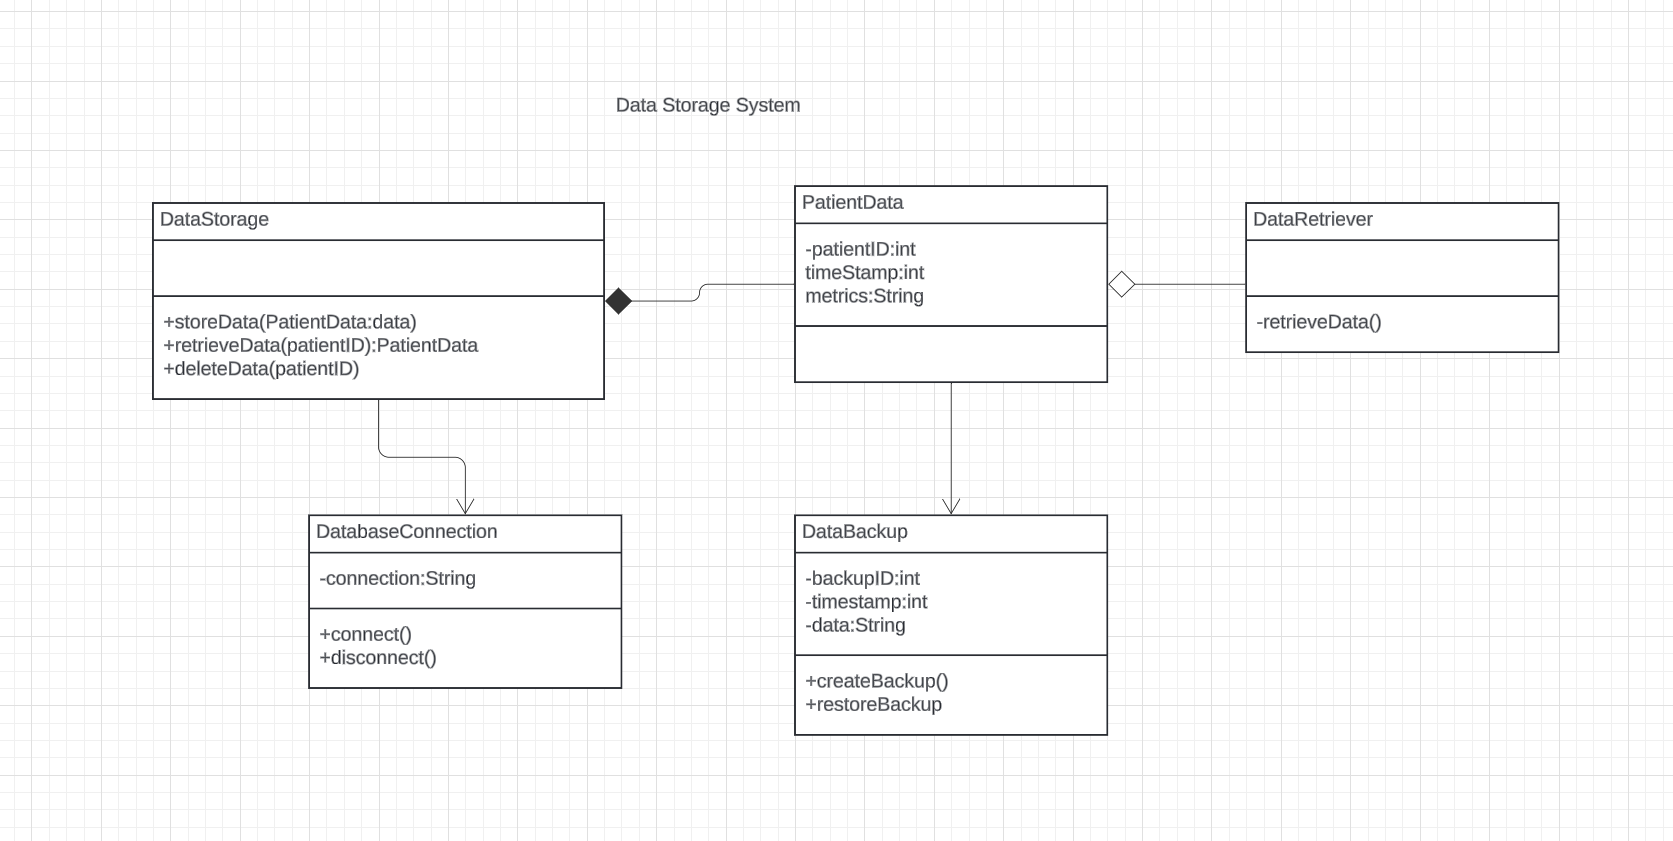 Data Storage System
DataStorage
+storeData(PatientData:data)
+retrieveData(patientID):PatientData
+deleteData(patientID)
PatientData
-patientID:int
timeStamp:int
metrics:String
DataRetriever
-retrieveData()
DatabaseConnection
-connection:String
+connect()
+disconnect()
DataBackup
-backupID:int
-timestamp:int
-data:String
+createBackup()
+restoreBackup